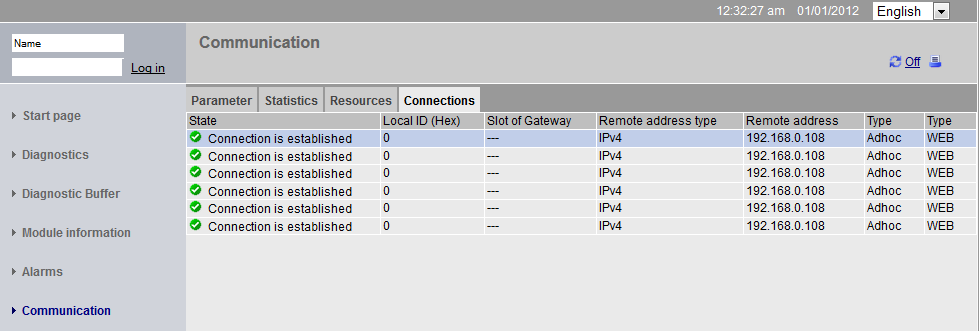 12:32:27 am 01/01/2012 English
Name
Log in
Communication
Off
Start page
Diagnostics
Diagnostic Buffer
Module information
Alarms
Communication
Parameter Statistics Resources Connections
State Local ID (Hex) Slot of Gateway Remote address type Remote address Type Type
Connection is established 0 --- IPv4 192.168.0.108 Adhoc WEB
Connection is established 0 --- IPv4 192.168.0.108 Adhoc WEB
Connection is established 0 --- IPv4 192.168.0.108 Adhoc WEB
Connection is established 0 --- IPv4 192.168.0.108 Adhoc WEB
Connection is established 0 --- IPv4 192.168.0.108 Adhoc WEB
Connection is established 0 --- IPv4 192.168.0.108 Adhoc WEB